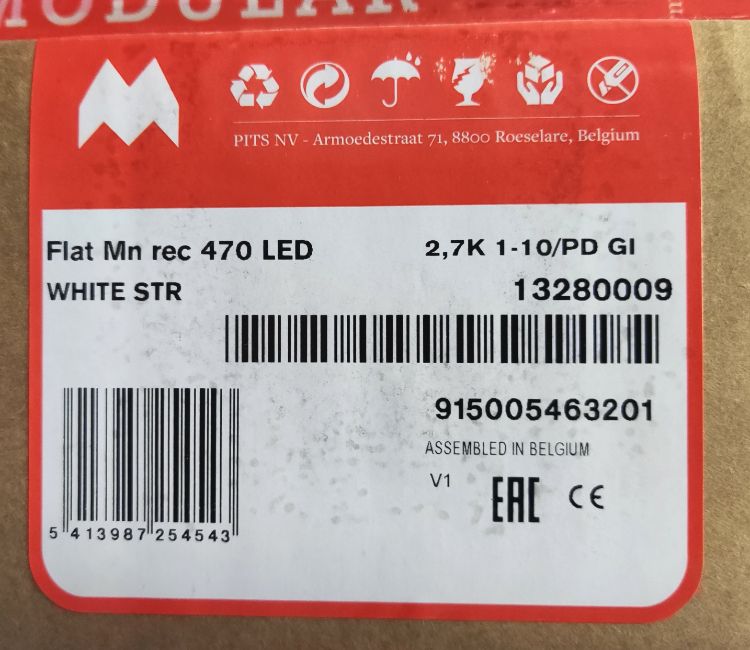 MODULAR
PITS NV - Armoedestraat 71, 8800 Roeselare, Belgium
Flat Mn rec 470 LED 2,7K 1-10/PD GI
WHITE STR 13280009
915005463201
ASSEMBLED IN BELGIUM
V1 EAC CE
5 413987 254543